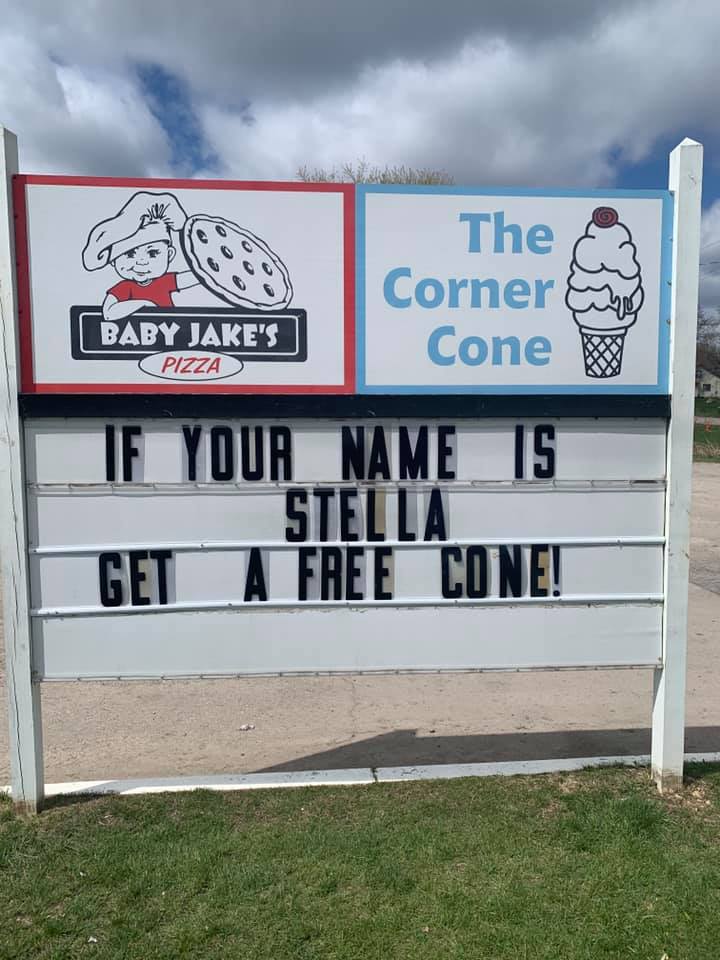 BABY JAKE'S
PIZZA
The
Corner
Cone
IF YOUR NAME IS
STELLA
GET A FREE CONE!